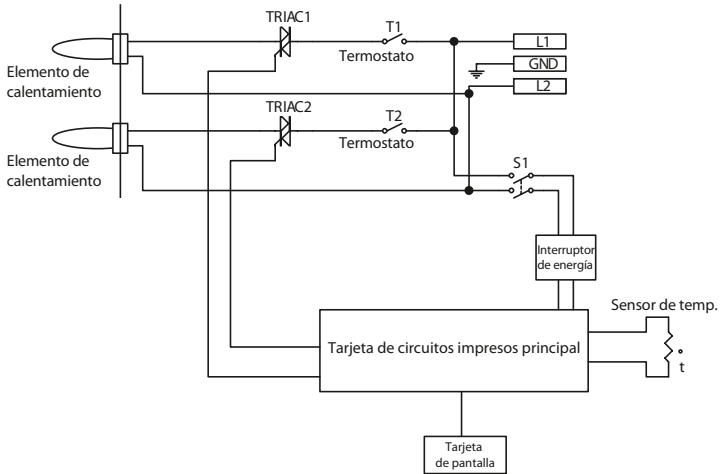 TRIAC1
T1
L1
Termostato
GND
Elemento de
calentamiento
L2
TRIAC2
T2
Termostato
Elemento de
calentamiento
S1
Interruptor
de energía
Sensor de temp.
Tarjeta de circuitos impresos principal
t
Tarjeta
de pantalla